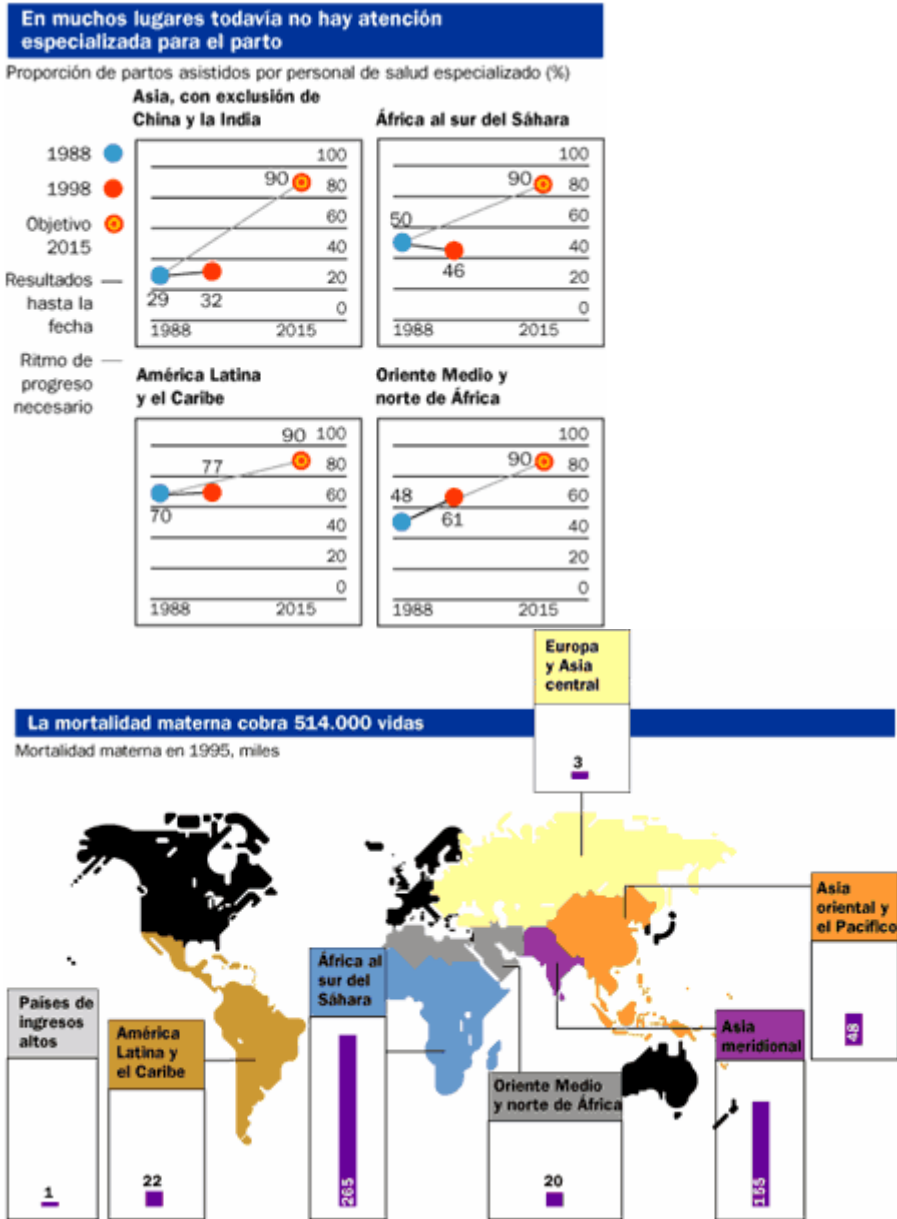 En muchos lugares todavía no hay atención
especializada para el parto
Proporción de partos asistidos por personal de salud especializado (%)
Asia, con exclusión de
China y la India
África al sur del Sáhara
1988
1998
Objetivo
2015
Resultados
hasta la
fecha
Ritmo de
progreso
necesario
100
90
80
60
40
20
29
32
0
1988
2015
100
90
80
50
60
40
46
20
0
1988
2015
América Latina
y el Caribe
Oriente Medio y
norte de África
90
100
77
80
60
70
40
20
0
1988
2015
100
90
80
48
60
61
40
20
0
1988
2015
Europa
y Asia
central
3
La mortalidad materna cobra 514.000 vidas
Mortalidad materna en 1995, miles
Asia
oriental y
el Pacífico
48
Países de
ingresos
altos
1
América
Latina y
el Caribe
22
África al
sur del
Sáhara
265
Oriente Medio
y norte de África
20
Asia
meridional
155